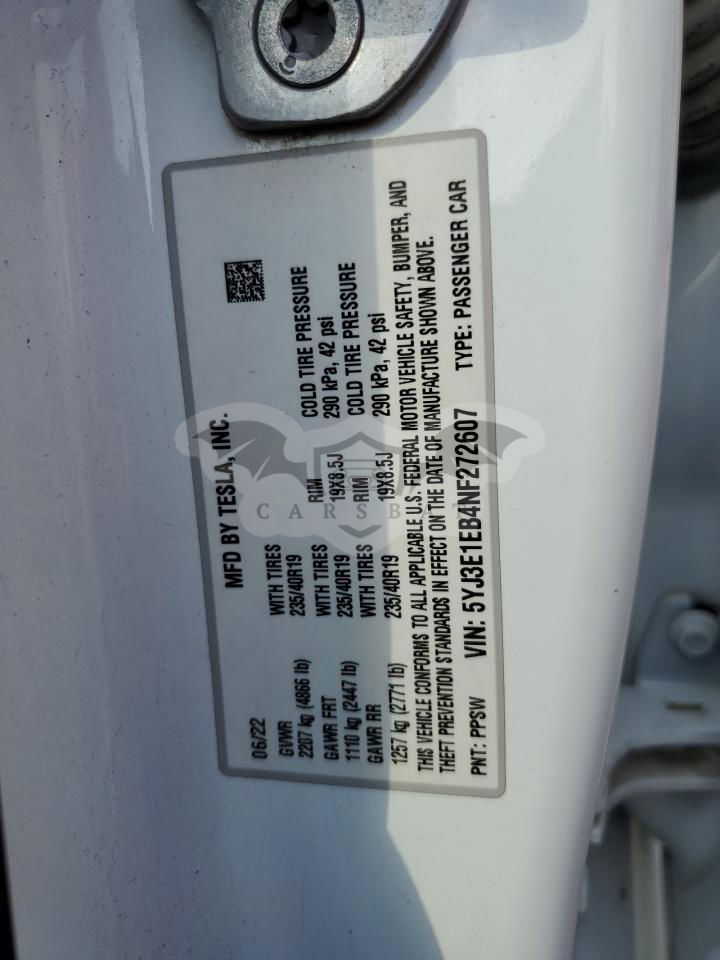 MFD BY TESLA, INC.
06/22
GVWR WITH TIRES RIM COLD TIRE PRESSURE
2207 kg (4866 lb) 235/40R19 19X8.5J 290 kPa, 42 psi
GAWR FRT WITH TIRES RIM COLD TIRE PRESSURE
1110 kg (2447 lb) 235/40R19 19X8.5J 290 kPa, 42 psi
GAWR RR WITH TIRES
1257 kg (2771 lb) 235/40R19
THIS VEHICLE CONFORMS TO ALL APPLICABLE U.S. FEDERAL MOTOR VEHICLE SAFETY, BUMPER, AND
THEFT PREVENTION STANDARDS IN EFFECT ON THE DATE OF MANUFACTURE SHOWN ABOVE.
PNT: PPSW VIN: 5YJ3E1EB4NF272607 TYPE: PASSENGER CAR
CARSBAT